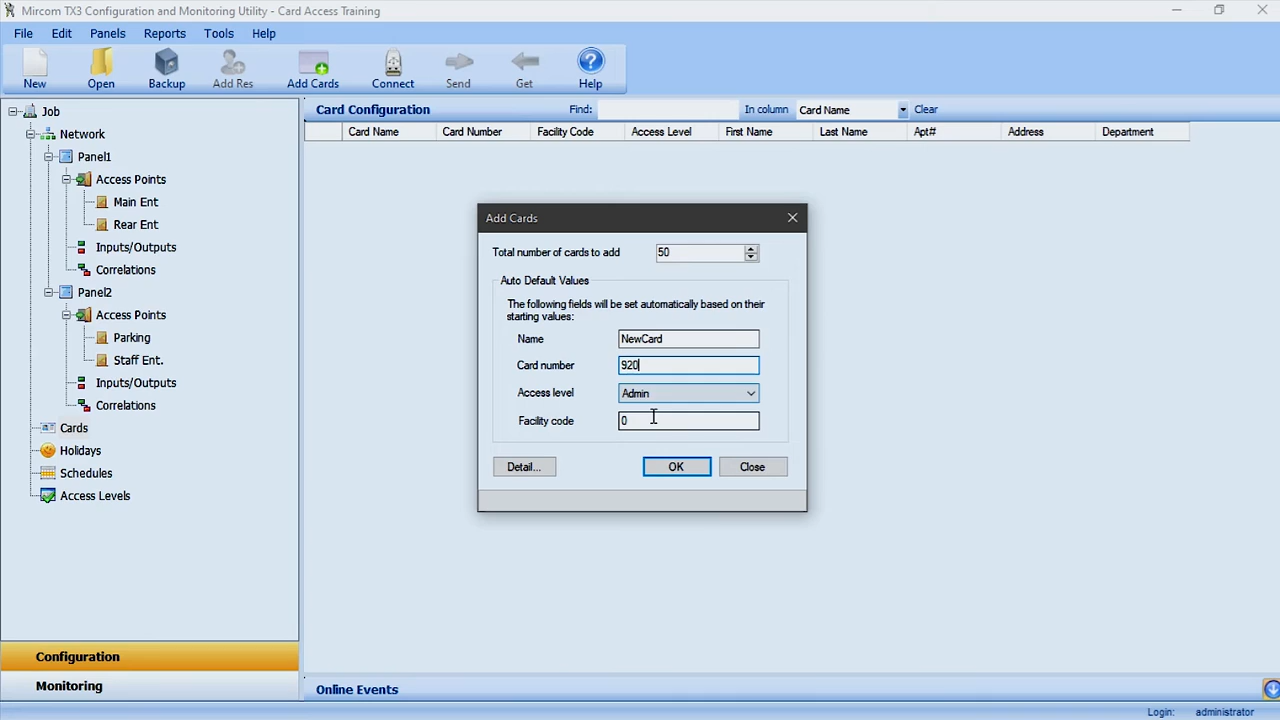 Mircom TX3 Configuration and Monitoring Utility - Card Access Training
File Edit Panels Reports Tools Help
New Open Backup Add Res Add Cards Connect Send Get Help
Job
Network
Panel1
Access Points
Main Ent
Rear Ent
Inputs/Outputs
Correlations
Panel2
Access Points
Parking
Staff Ent.
Inputs/Outputs
Correlations
Cards
Holidays
Schedules
Access Levels
Configuration
Monitoring
Card Configuration Find: In column Card Name Clear
Card Name Card Number Facility Code Access Level First Name Last Name Apt# Address Department
Add Cards
Total number of cards to add 50
Auto Default Values
The following fields will be set automatically based on their
starting values:
Name NewCard
Card number 920
Access level Admin
Facility code 0
Detail... OK Close
Online Events
Login: administrator